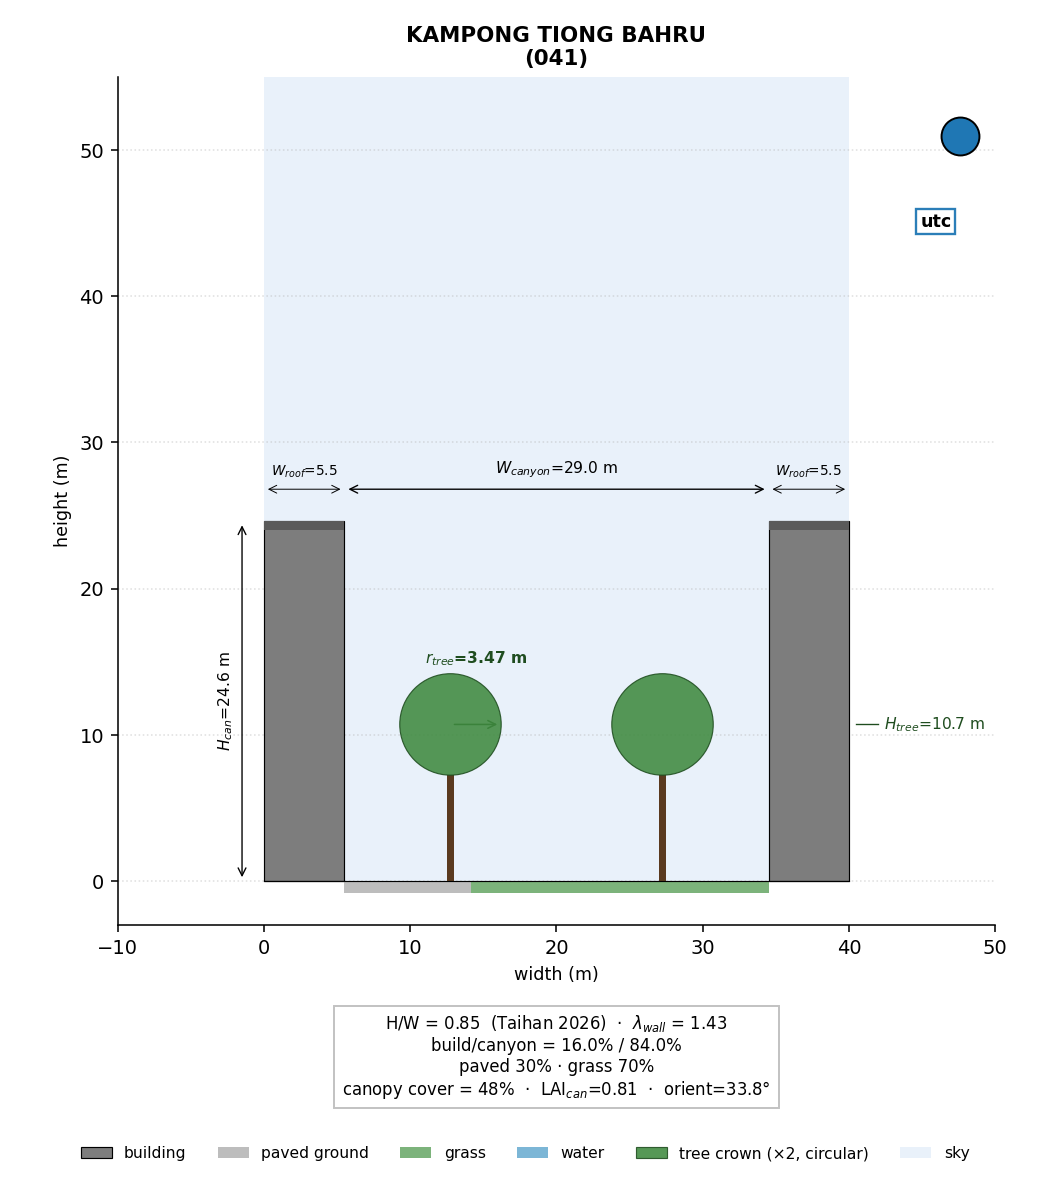 KAMPONG TIONG BAHRU
(041)
50
40
30
20
10
0
height (m)
utc
W_roof=5.5
W_canyon=29.0 m
W_roof=5.5
H_can=24.6 m
r_tree=3.47 m
H_tree=10.7 m
−10 0 10 20 30 40 50
width (m)
H/W = 0.85 (Taihan 2026) · λ_wall = 1.43
build/canyon = 16.0% / 84.0%
paved 30% · grass 70%
canopy cover = 48% · LAI_can=0.81 · orient=33.8°
building paved ground grass water tree crown (×2, circular) sky